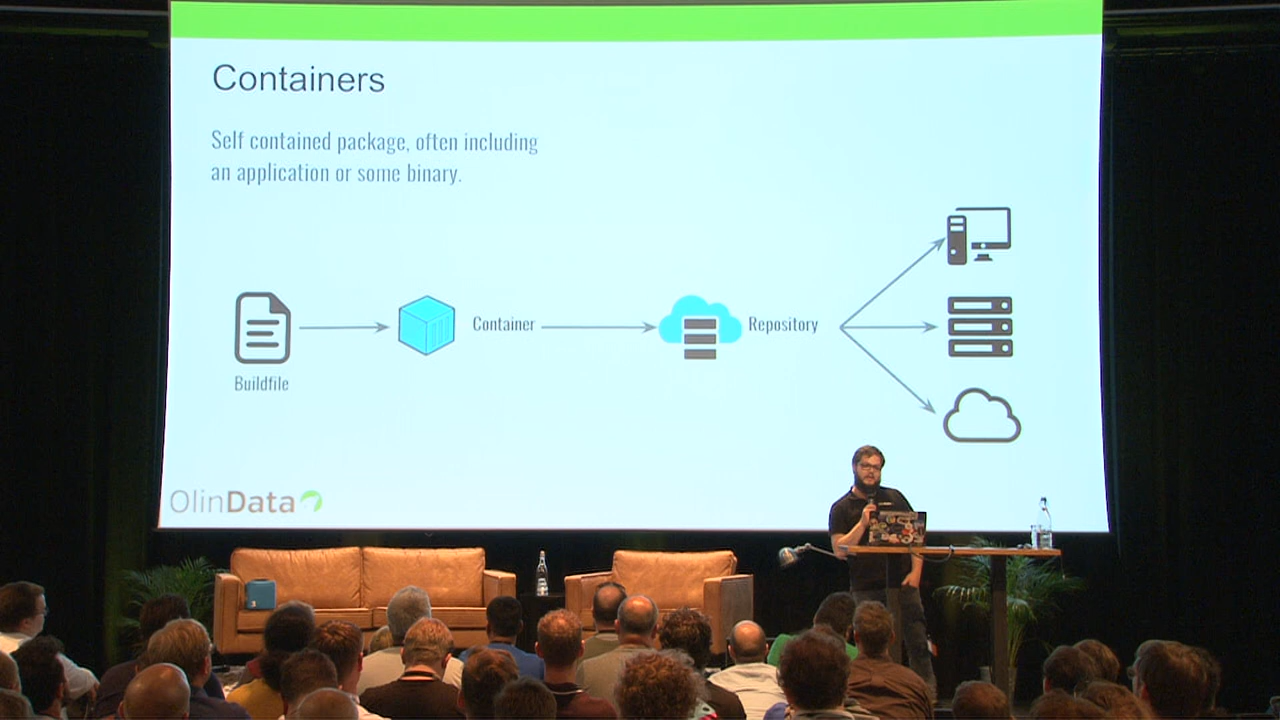 Containers
Self contained package, often including
an application or some binary.
Container
Repository
Buildfile
OlinData